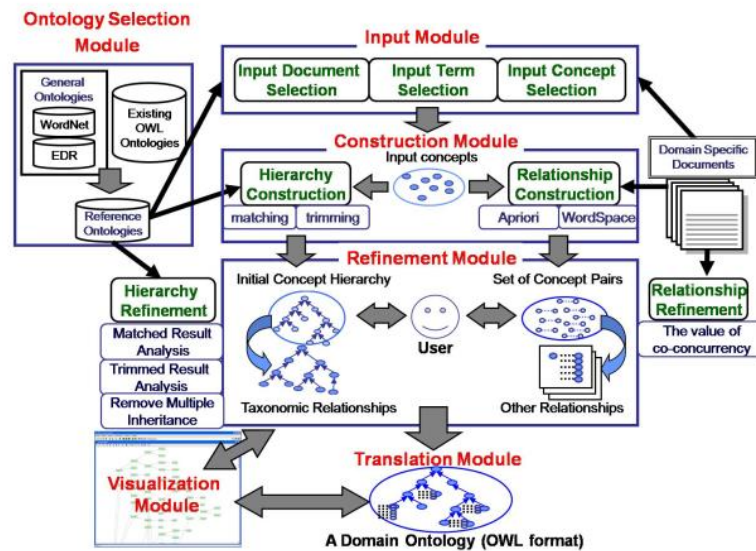 Ontology Selection
Module
General
Ontologies
WordNet
EDR
Existing
OWL
Ontologies
Reference
Ontologies
Input Module
Input Document
Selection
Input Term
Selection
Input Concept
Selection
Construction Module
Input concepts
Hierarchy
Construction
matching
trimming
Relationship
Construction
Apriori
WordSpace
Domain Specific
Documents
Refinement Module
Initial Concept Hierarchy
Set of Concept Pairs
User
Taxonomic Relationships
Other Relationships
Hierarchy
Refinement
Matched Result
Analysis
Trimmed Result
Analysis
Remove Multiple
Inheritance
Relationship
Refinement
The value of
co-concurrency
Visualization
Module
Translation Module
A Domain Ontology (OWL format)